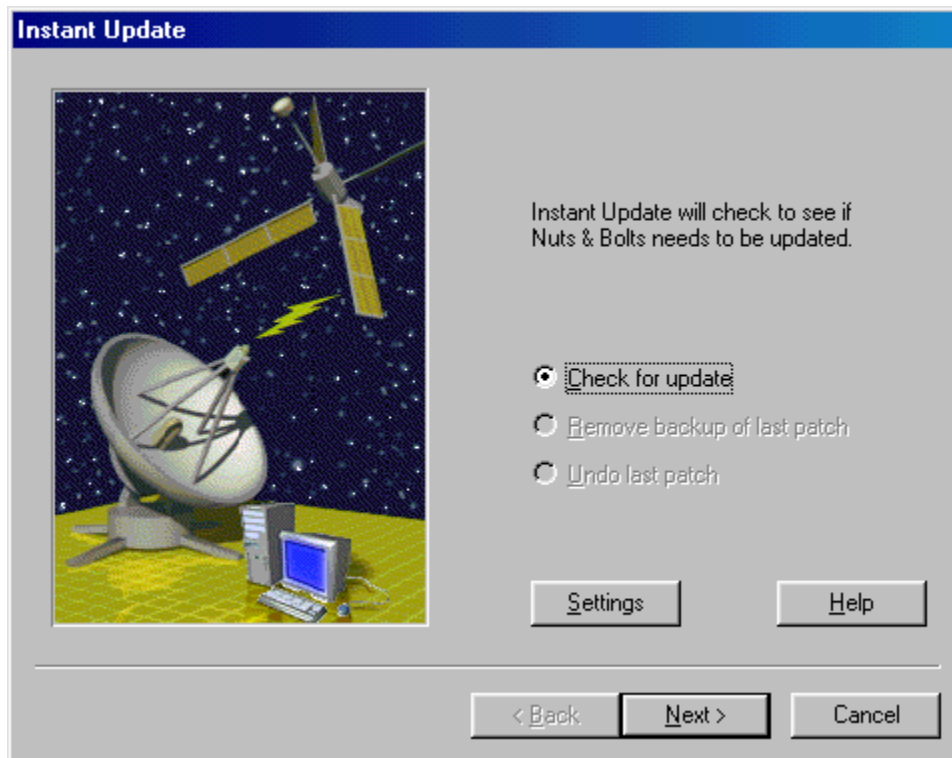 Instant Update
Instant Update will check to see if
Nuts & Bolts needs to be updated.
Check for update
Remove backup of last patch
Undo last patch
Settings
Help
< Back
Next >
Cancel